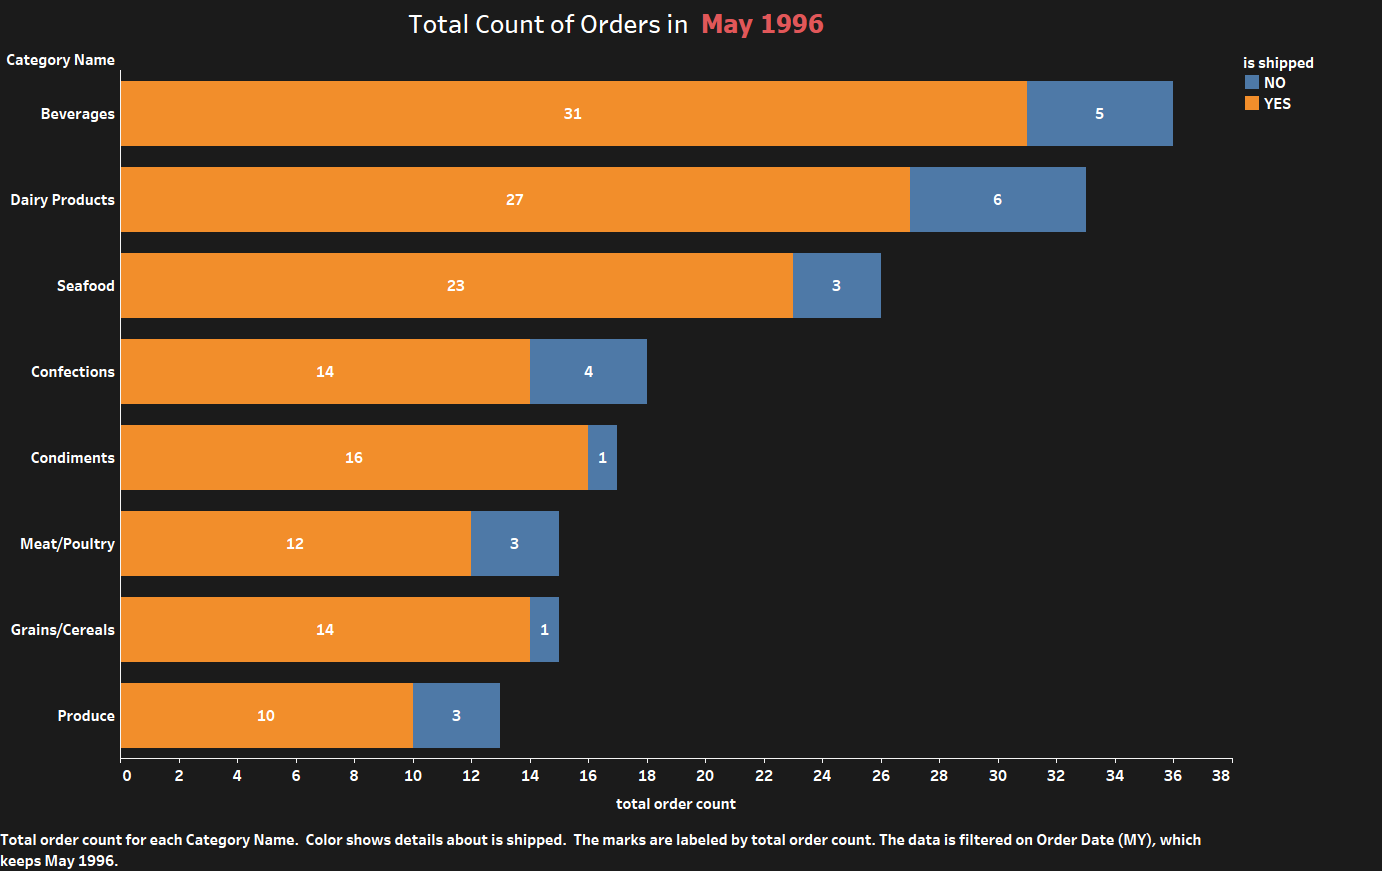 Total Count of Orders in May 1996
Category Name
is shipped
NO
YES
Beverages 31 5
Dairy Products 27 6
Seafood 23 3
Confections 14 4
Condiments 16 1
Meat/Poultry 12 3
Grains/Cereals 14 1
Produce 10 3
0 2 4 6 8 10 12 14 16 18 20 22 24 26 28 30 32 34 36 38
total order count
Total order count for each Category Name.  Color shows details about is shipped.  The marks are labeled by total order count. The data is filtered on Order Date (MY), which
keeps May 1996.